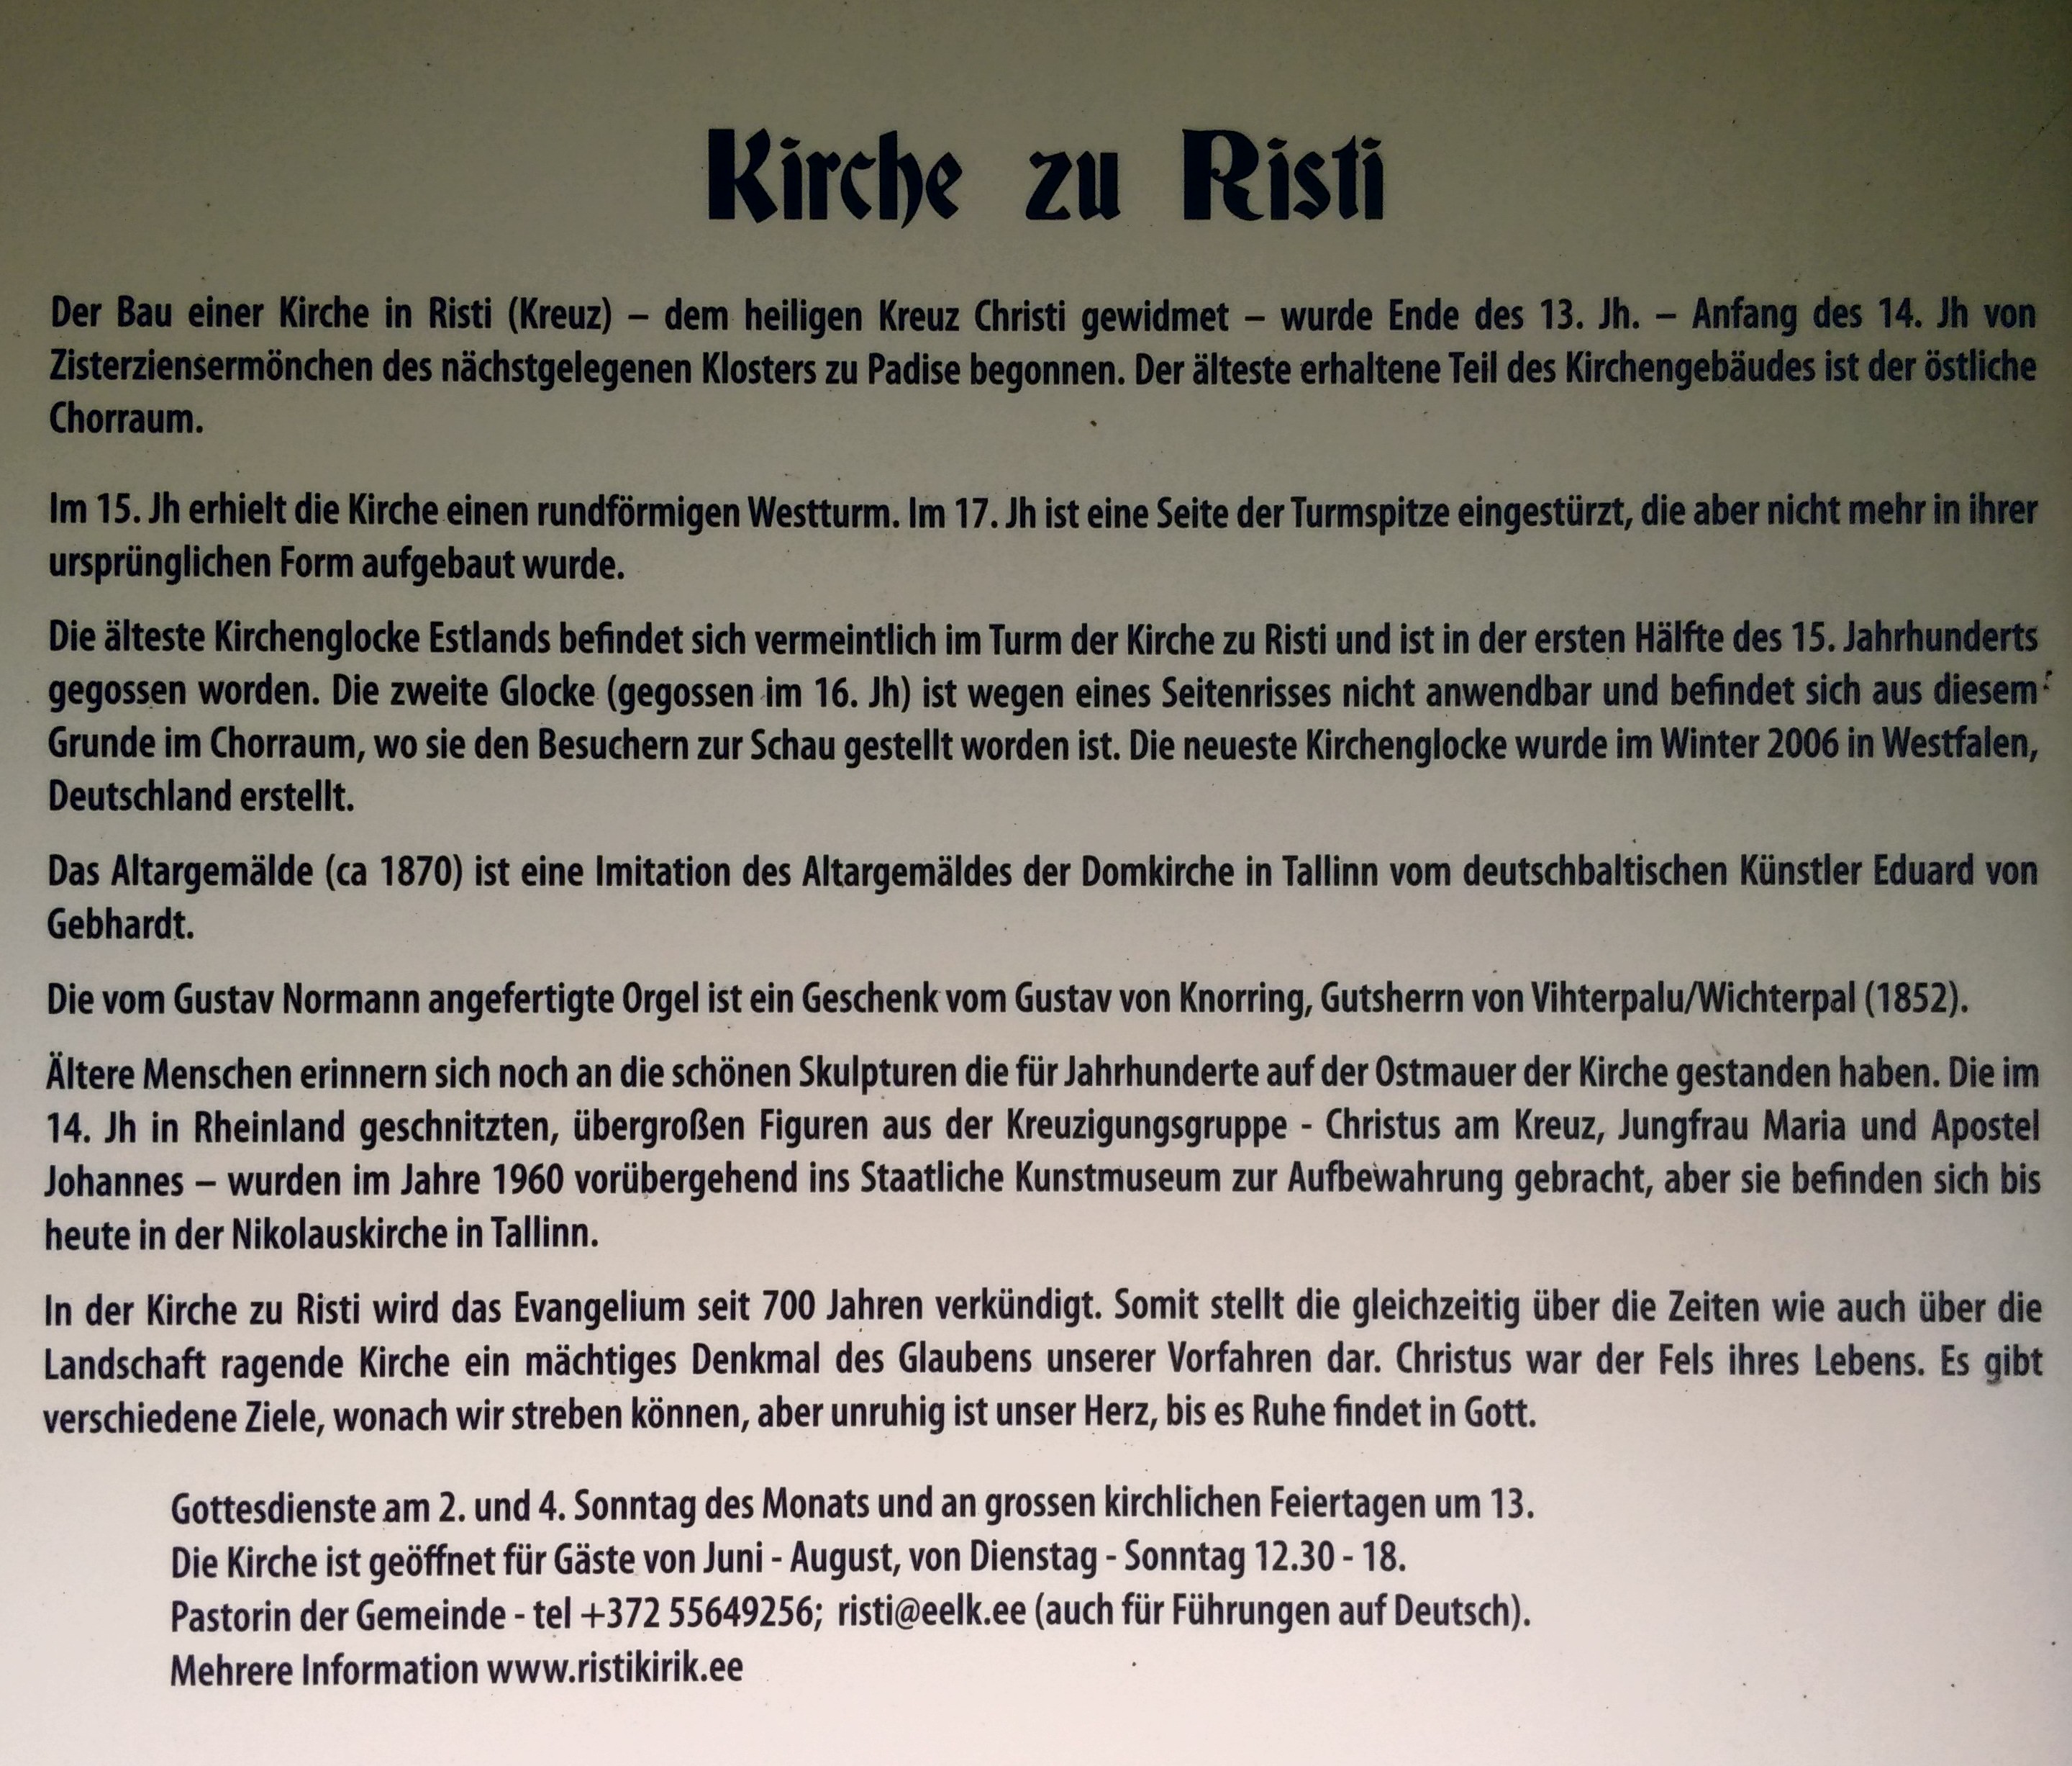 Kirche zu Risti
Der Bau einer Kirche in Risti (Kreuz) – dem heiligen Kreuz Christi gewidmet – wurde Ende des 13. Jh. – Anfang des 14. Jh von
Zisterziensermönchen des nächstgelegenen Klosters zu Padise begonnen. Der älteste erhaltene Teil des Kirchengebäudes ist der östliche
Chorraum.
Im 15. Jh erhielt die Kirche einen rundförmigen Westturm. Im 17. Jh ist eine Seite der Turmspitze eingestürzt, die aber nicht mehr in ihrer
ursprünglichen Form aufgebaut wurde.
Die älteste Kirchenglocke Estlands befindet sich vermeintlich im Turm der Kirche zu Risti und ist in der ersten Hälfte des 15. Jahrhunderts
gegossen worden. Die zweite Glocke (gegossen im 16. Jh) ist wegen eines Seitenrisses nicht anwendbar und befindet sich aus diesem
Grunde im Chorraum, wo sie den Besuchern zur Schau gestellt worden ist. Die neueste Kirchenglocke wurde im Winter 2006 in Westfalen,
Deutschland erstellt.
Das Altargemälde (ca 1870) ist eine Imitation des Altargemäldes der Domkirche in Tallinn vom deutschbaltischen Künstler Eduard von
Gebhardt.
Die vom Gustav Normann angefertigte Orgel ist ein Geschenk vom Gustav von Knorring, Gutsherrn von Vihterpalu/Wichterpal (1852).
Ältere Menschen erinnern sich noch an die schönen Skulpturen die für Jahrhunderte auf der Ostmauer der Kirche gestanden haben. Die im
14. Jh in Rheinland geschnitzten, übergroßen Figuren aus der Kreuzigungsgruppe - Christus am Kreuz, Jungfrau Maria und Apostel
Johannes – wurden im Jahre 1960 vorübergehend ins Staatliche Kunstmuseum zur Aufbewahrung gebracht, aber sie befinden sich bis
heute in der Nikolauskirche in Tallinn.
In der Kirche zu Risti wird das Evangelium seit 700 Jahren verkündigt. Somit stellt die gleichzeitig über die Zeiten wie auch über die
Landschaft ragende Kirche ein mächtiges Denkmal des Glaubens unserer Vorfahren dar. Christus war der Fels ihres Lebens. Es gibt
verschiedene Ziele, wonach wir streben können, aber unruhig ist unser Herz, bis es Ruhe findet in Gott.
Gottesdienste am 2. und 4. Sonntag des Monats und an grossen kirchlichen Feiertagen um 13.
Die Kirche ist geöffnet für Gäste von Juni - August, von Dienstag - Sonntag 12.30 - 18.
Pastorin der Gemeinde - tel +372 55649256; risti@eelk.ee (auch für Führungen auf Deutsch).
Mehrere Information www.ristikirik.ee